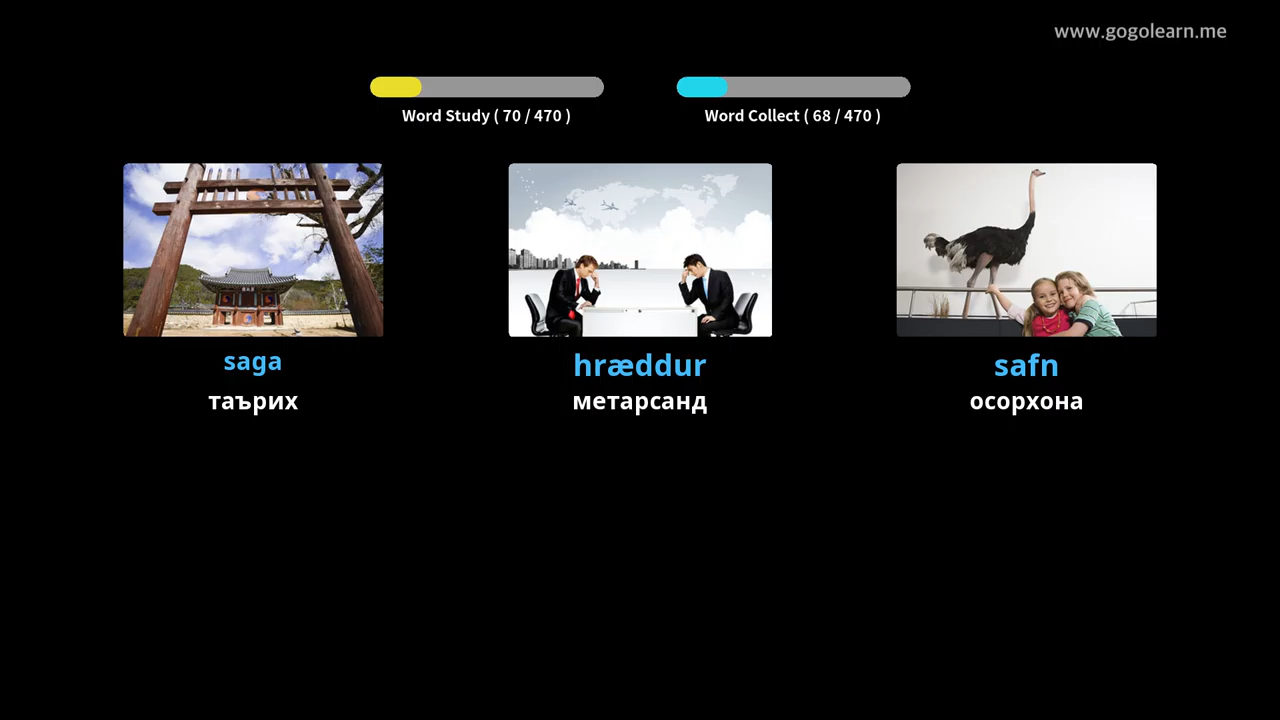 www.gogolearn.me
Word Study ( 70 / 470 )
Word Collect ( 68 / 470 )
saga
hræddur
safn
таърих
метарсанд
осорхона